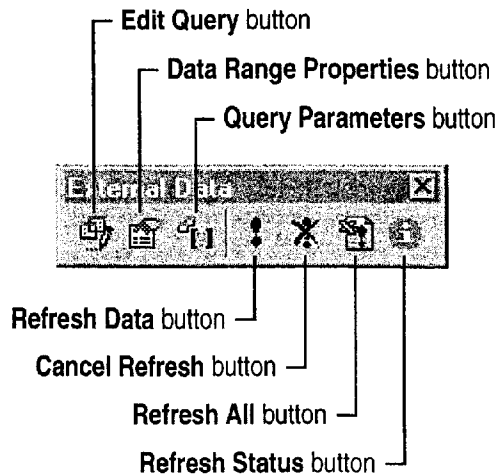 Edit Query button
Data Range Properties button
Query Parameters button
External Data
Refresh Data button
Cancel Refresh button
Refresh All button
Refresh Status button